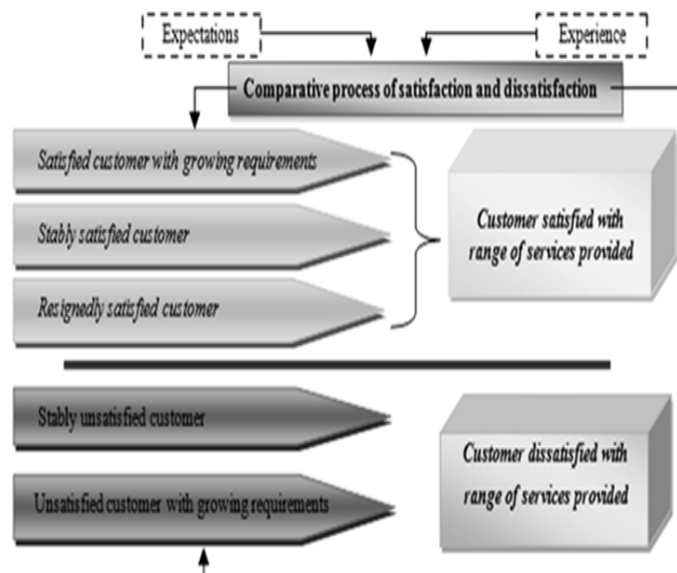 Expectations
Experience
Comparative process of satisfaction and dissatisfaction
Satisfied customer with growing requirements
Stably satisfied customer
Resignedly satisfied customer
Customer satisfied with
range of services provided
Stably unsatisfied customer
Unsatisfied customer with growing requirements
Customer dissatisfied with
range of services provided